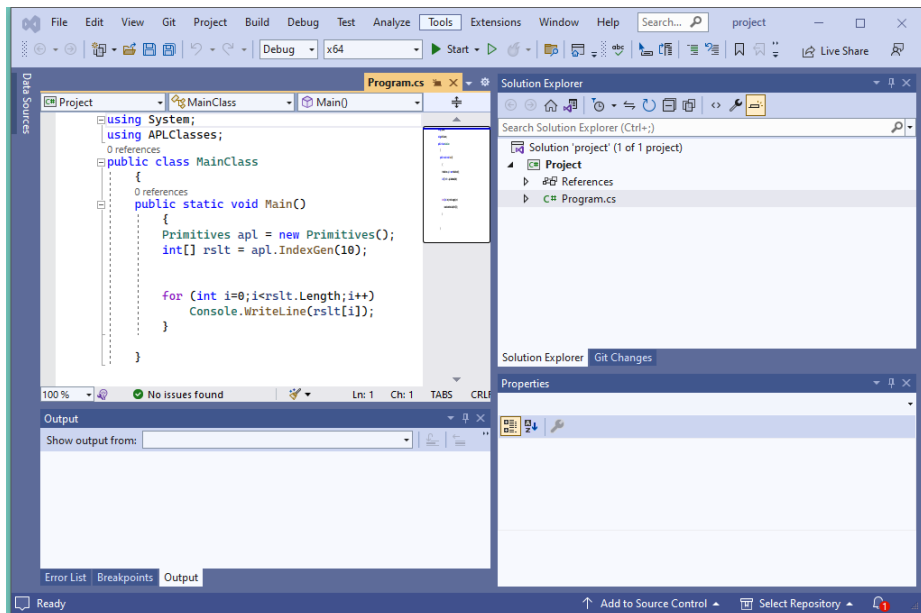 File Edit View Git Project Build Debug Test Analyze Tools Extensions Window Help Search... project
Debug x64 Start Live Share
Data Sources
Program.cs
C# Project MainClass Main()
using System;
using APLClasses;
0 references
public class MainClass
{
0 references
public static void Main()
{
Primitives apl = new Primitives();
int[] rslt = apl.IndexGen(10);
for (int i=0;i<rslt.Length;i++)
Console.WriteLine(rslt[i]);
}
}
100 % No issues found Ln: 1 Ch: 1 TABS CRLF
Output
Show output from:
Error List Breakpoints Output
Solution Explorer
Search Solution Explorer (Ctrl+;)
Solution 'project' (1 of 1 project)
C# Project
References
C# Program.cs
Solution Explorer Git Changes
Properties
Ready Add to Source Control Select Repository 1